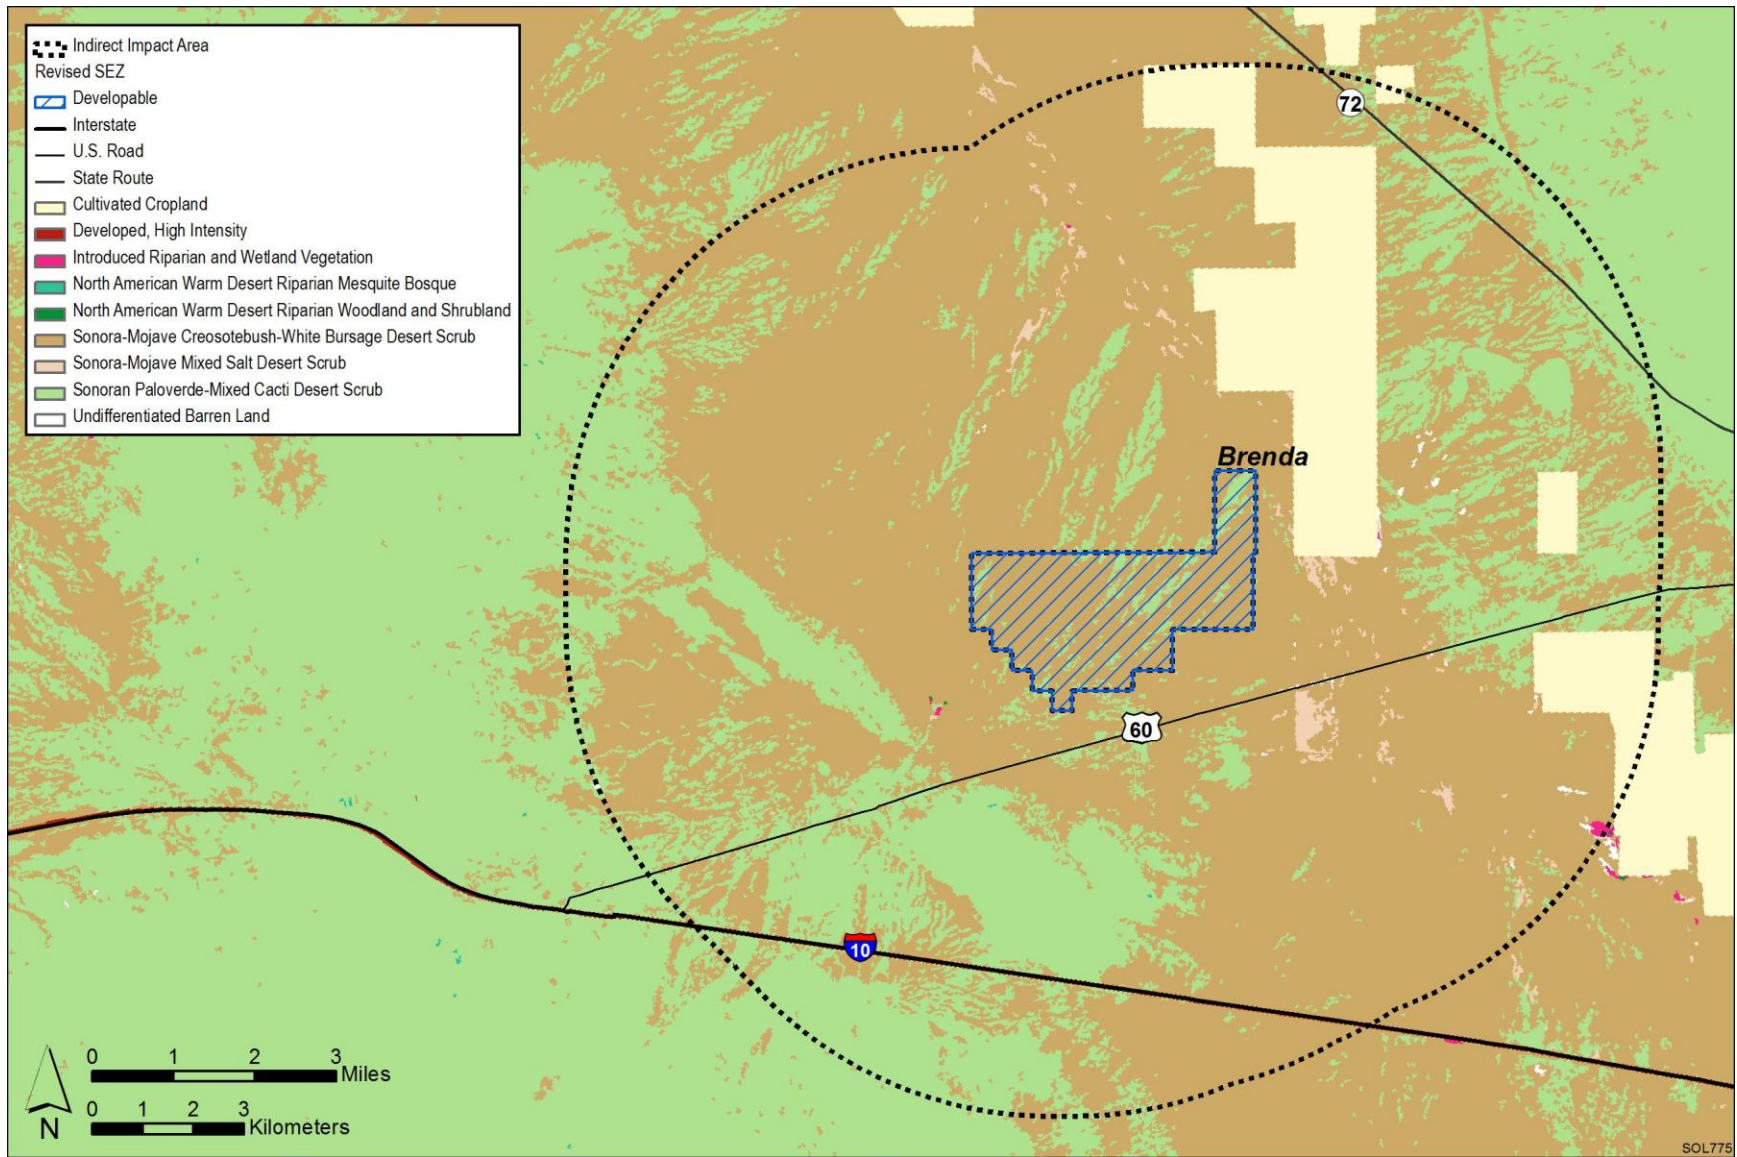 Indirect Impact Area
Revised SEZ
Developable
Interstate
U.S. Road
State Route
Cultivated Cropland
Developed, High Intensity
Introduced Riparian and Wetland Vegetation
North American Warm Desert Riparian Mesquite Bosque
North American Warm Desert Riparian Woodland and Shrubland
Sonora-Mojave Creosotebush-White Bursage Desert Scrub
Sonora-Mojave Mixed Salt Desert Scrub
Sonoran Paloverde-Mixed Cacti Desert Scrub
Undifferentiated Barren Land
72
Brenda
60
10
0 1 2 3
Miles
0 1 2 3
Kilometers
N
SOL775